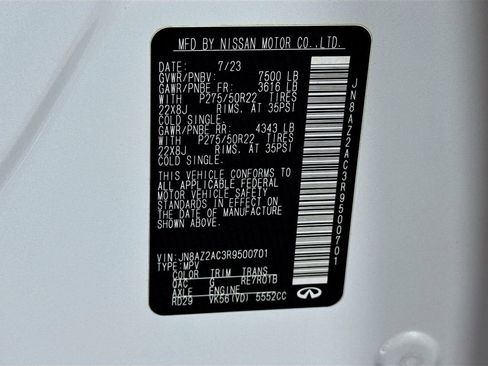 MFD BY NISSAN MOTOR CO.,LTD.
DATE: 7/23
GVWR/PNBV: 7500 LB
GAWR/PNBE FR: 3616 LB
WITH P275/50R22 TIRES
22X8J RIMS, AT 35PSI
COLD SINGLE.
GAWR/PNBE RR: 4343 LB
WITH P275/50R22 TIRES
22X8J RIMS, AT 35PSI
COLD SINGLE.
THIS VEHICLE CONFORMS TO
ALL APPLICABLE FEDERAL
MOTOR VEHICLE SAFETY
STANDARDS IN EFFECT ON
THE DATE OF MANUFACTURE
SHOWN ABOVE.
VIN: JN8AZ2AC3R9500701
TYPE: MPV
COLOR TRIM TRANS
QAC G RE7R01B
AXLE ENGINE
RD29 VK56(VD) 5552CC
INFINITI
JN8AZ2AC3R9500701